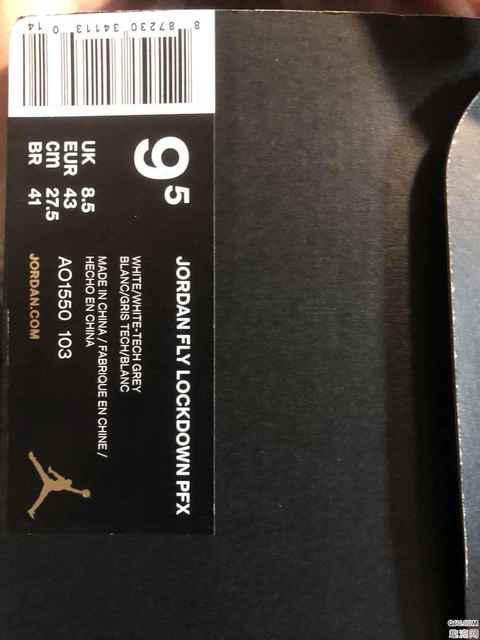 8 87230 34113 0 14
9.5
UK 8.5
EUR 43
cm 27.5
BR 41
JORDAN FLY LOCKDOWN PFX
WHITE/WHITE-TECH GREY
BLANC/GRIS TECH/BLANC
MADE IN CHINA / FABRIQUE EN CHINE /
HECHO EN CHINA
AO1550 103
JORDAN.COM